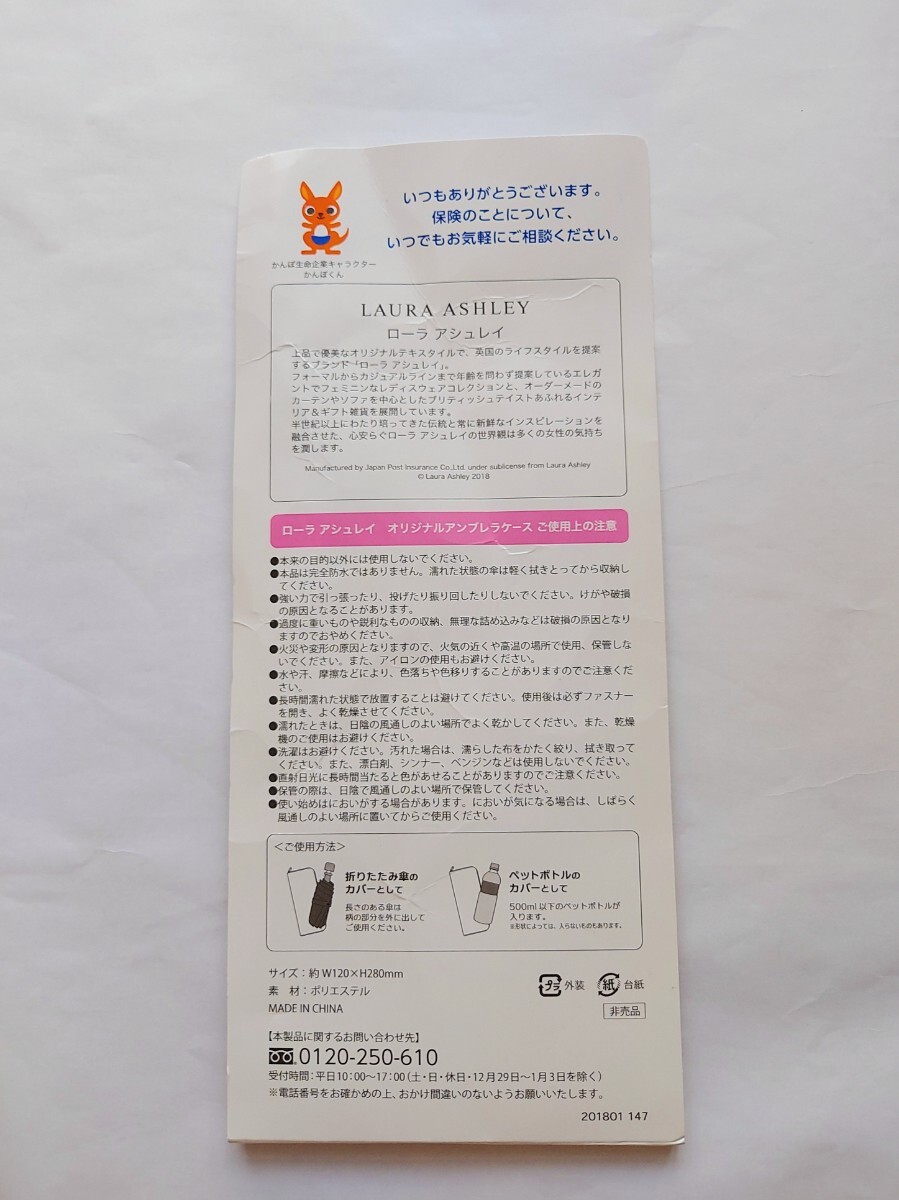 いつもありがとうございます。
保険のことについて、
いつでもお気軽にご相談ください。
かんぽ生命企業キャラクター
かんぽくん
LAURA ASHLEY
ローラ アシュレイ
上品で優美なオリジナルテキスタイルで、英国のライフスタイルを提案
するブランド「ローラ アシュレイ」。
フォーマルからカジュアルラインまで年齢を問わず提案しているエレガ
ントでフェミニンなレディスウェアコレクションと、オーダーメードの
カーテンやソファを中心としたブリティッシュテイストあふれるインテ
リア＆ギフト雑貨を展開しています。
半世紀以上にわたり培ってきた伝統と常に新鮮なインスピレーションを
融合させた、心安らぐローラ アシュレイの世界観は多くの女性の気持ち
を潤します。
Manufactured by Japan Post Insurance Co.,Ltd. under sublicense from Laura Ashley
© Laura Ashley 2018
ローラ アシュレイ　オリジナルアンブレラケース ご使用上の注意
●本来の目的以外には使用しないでください。
●本品は完全防水ではありません。濡れた状態の傘は軽く拭きとってから収納し
てください。
●強い力で引っ張ったり、投げたり振り回したりしないでください。けがや破損
の原因となることがあります。
●過度に重いものや鋭利なものの収納、無理な詰め込みなどは破損の原因となり
ますのでおやめください。
●火災や変形の原因となりますので、火気の近くや高温の場所で使用、保管しな
いでください。また、アイロンの使用もお避けください。
●水や汗、摩擦などにより、色落ちや色移りすることがありますのでご注意くだ
さい。
●長時間濡れた状態で放置することは避けてください。使用後は必ずファスナー
を開き、よく乾燥させてください。
●濡れたときは、日陰の風通しのよい場所でよく乾かしてください。また、乾燥
機のご使用はお避けください。
●洗濯はお避けください。汚れた場合は、濡らした布をかたく絞り、拭き取って
ください。また、漂白剤、シンナー、ベンジンなどは使用しないでください。
●直射日光に長時間当たると色があせることがありますのでご注意ください。
●保管の際は、日陰で風通しのよい場所で保管してください。
●使い始めはにおいがする場合があります。においが気になる場合は、しばらく
風通しのよい場所に置いてからご使用ください。
＜ご使用方法＞
折りたたみ傘の
カバーとして
長さのある傘は
柄の部分を外に出して
ご使用ください。
ペットボトルの
カバーとして
500ml 以下のペットボトルが
入ります。
※形状によっては、入らないものもあります。
サイズ：約 W120×H280mm
素　材：ポリエステル
MADE IN CHINA
プラ 外装 紙 台紙
非売品
【本製品に関するお問い合わせ先】
0120-250-610
受付時間：平日10：00〜17：00（土・日・休日・12月29日〜1月3日を除く）
※電話番号をお確かめの上、おかけ間違いのないようお願いいたします。
201801 147